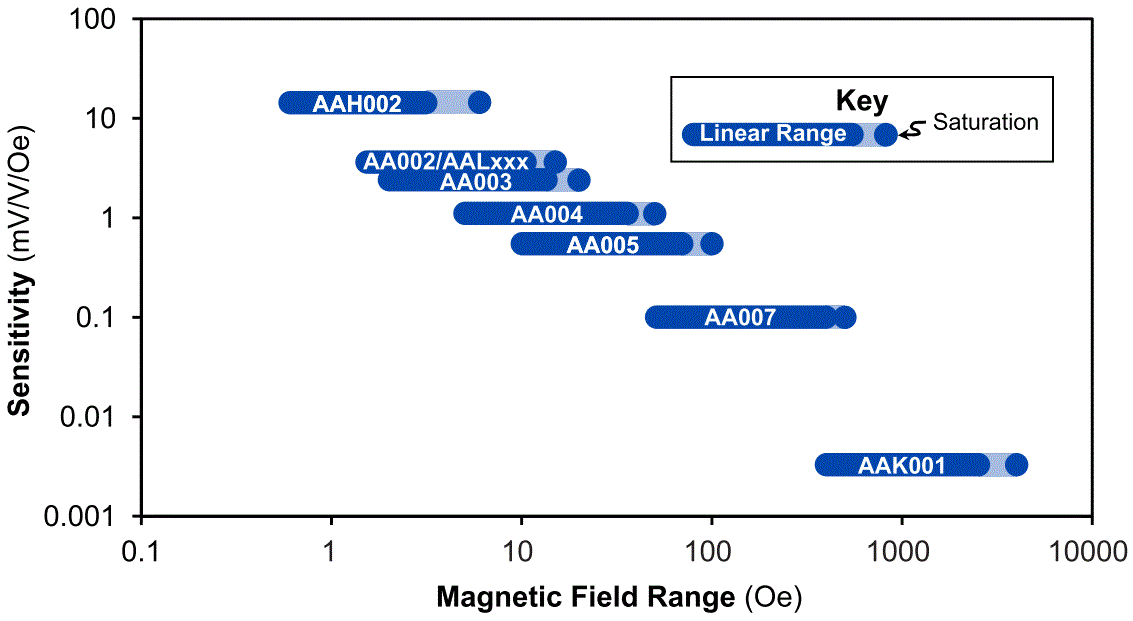 100
AAH002
Key
10
Linear Range
Saturation
AA002/AALxxx
AA003
1
AA004
AA005
0.1
AA007
0.01
AAK001
0.001
Sensitivity (mV/V/Oe)
0.1 1 10 100 1000 10000
Magnetic Field Range (Oe)